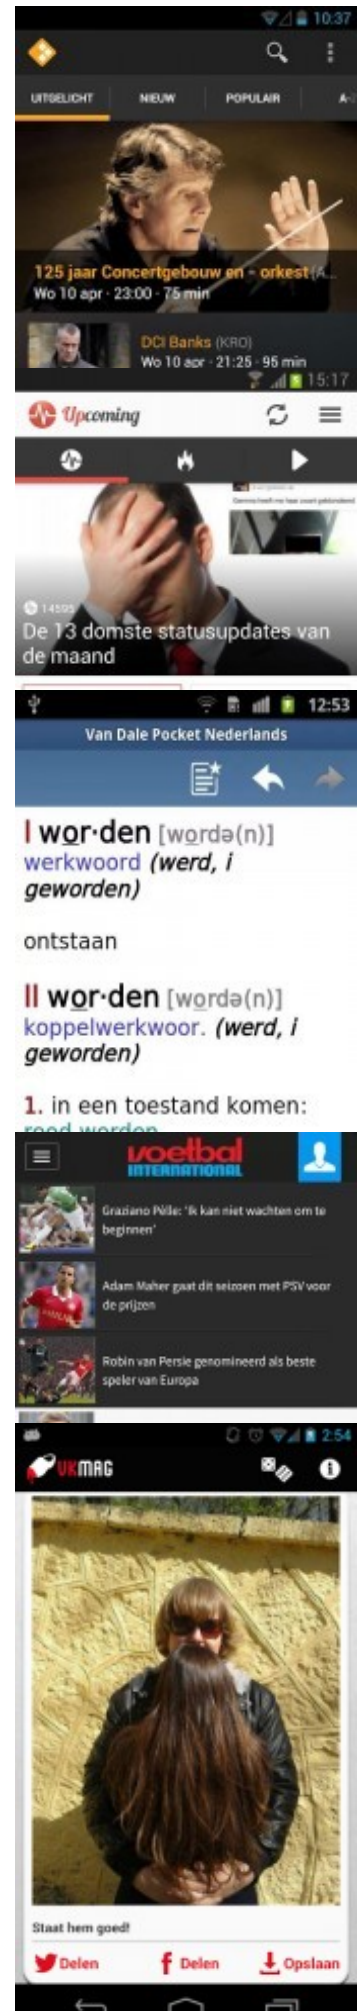 10:37
UITGELICHT NIEUW POPULAIR A-
125 jaar Concertgebouw en - orkest (A...
Wo 10 apr · 23:00 · 75 min
DCI Banks (KRO)
Wo 10 apr · 21:25 · 95 min
15:17
Upcoming
14595
De 13 domste statusupdates van
de maand
12:53
Van Dale Pocket Nederlands
I wor·den [wordə(n)]
werkwoord (werd, i
geworden)
ontstaan
II wor·den [wordə(n)]
koppelwerkwoor. (werd, i
geworden)
1. in een toestand komen:
rood worden
voetbal
INTERNATIONAL
Graziano Pèlle: 'Ik kan niet wachten om te
beginnen'
Adam Maher gaat dit seizoen met PSV voor
de prijzen
Robin van Persie genomineerd als beste
speler van Europa
2:54
VKMAG
Staat hem goed!
Delen Delen Opslaan